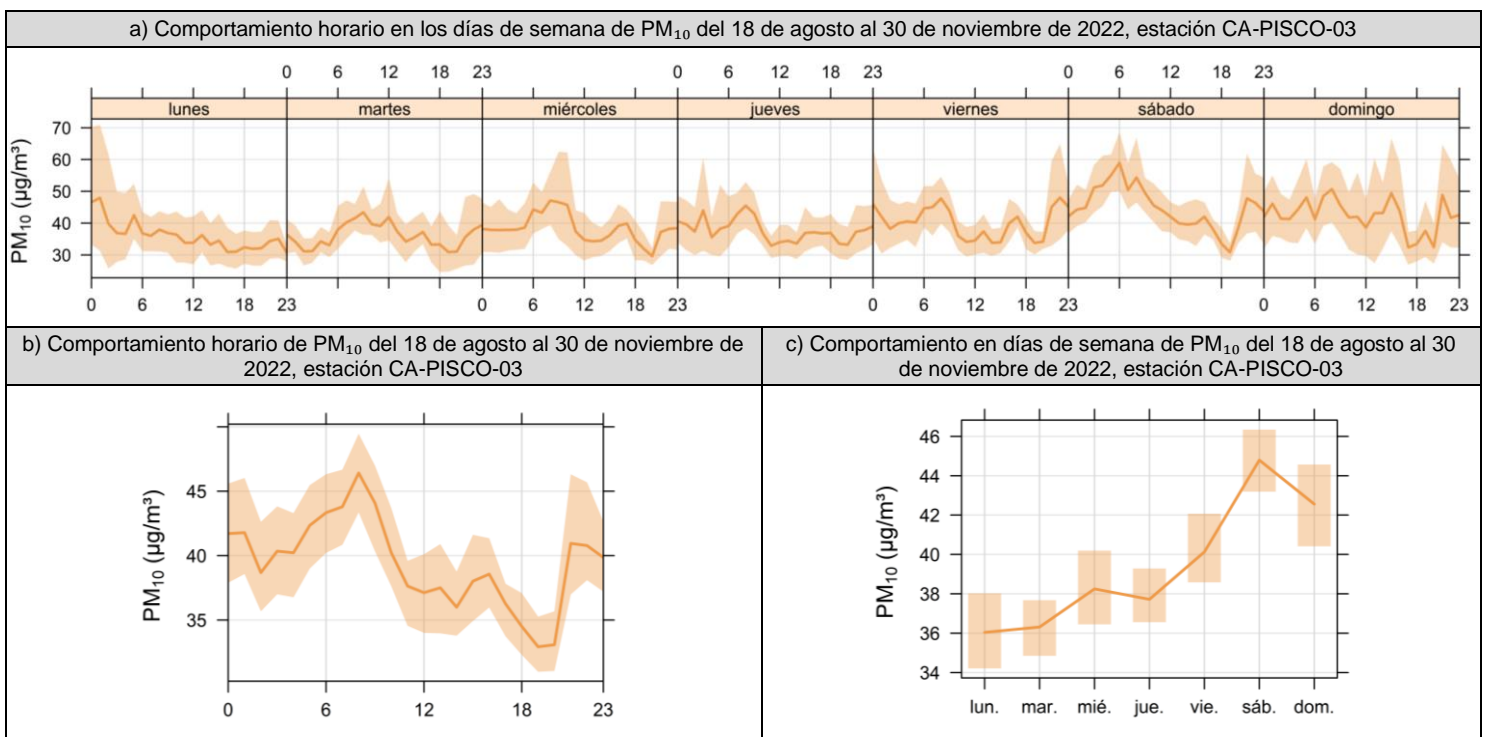 a) Comportamiento horario en los días de semana de PM₁₀ del 18 de agosto al 30 de noviembre de 2022, estación CA-PISCO-03
0 6 12 18 23 0 6 12 18 23 0 6 12 18 23
lunes martes miércoles jueves viernes sábado domingo
PM₁₀ (µg/m³)
70
60
50
40
30
0 6 12 18 23 0 6 12 18 23 0 6 12 18 23 0 6 12 18 23
b) Comportamiento horario de PM₁₀ del 18 de agosto al 30 de noviembre de
2022, estación CA-PISCO-03
c) Comportamiento en días de semana de PM₁₀ del 18 de agosto al 30
de noviembre de 2022, estación CA-PISCO-03
PM₁₀ (µg/m³)
45
40
35
0 6 12 18 23
PM₁₀ (µg/m³)
46
44
42
40
38
36
34
lun. mar. mié. jue. vie. sáb. dom.